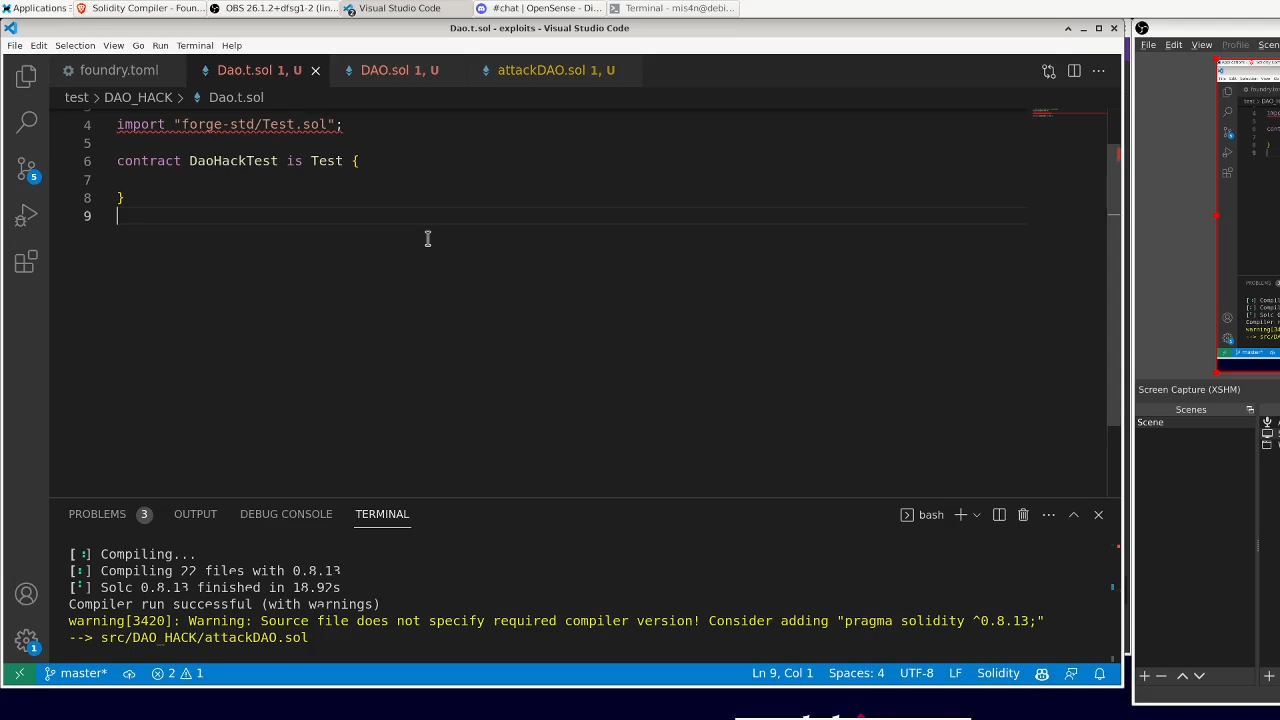 Applications
Solidity Compiler - Foun...
OBS 26.1.2+dfsg1-2 (lin...
Visual Studio Code
#chat | OpenSense - Di...
Terminal - mis4n@debi...
Dao.t.sol - exploits - Visual Studio Code
File Edit Selection View Go Run Terminal Help
foundry.toml
Dao.t.sol 1, U
DAO.sol 1, U
attackDAO.sol 1, U
test > DAO_HACK > Dao.t.sol
4 import "forge-std/Test.sol";
5
6 contract DaoHackTest is Test {
7
8 }
9
5
1
PROBLEMS 3 OUTPUT DEBUG CONSOLE TERMINAL
bash
Compiling...
Compiling 22 files with 0.8.13
Solc 0.8.13 finished in 18.92s
Compiler run successful (with warnings)
warning[3420]: Warning: Source file does not specify required compiler version! Consider adding "pragma solidity ^0.8.13;"
--> src/DAO_HACK/attackDAO.sol
master* 2 1 Ln 9, Col 1 Spaces: 4 UTF-8 LF Solidity
File Edit View Profile Scen
Screen Capture (XSHM)
Scenes
Scene